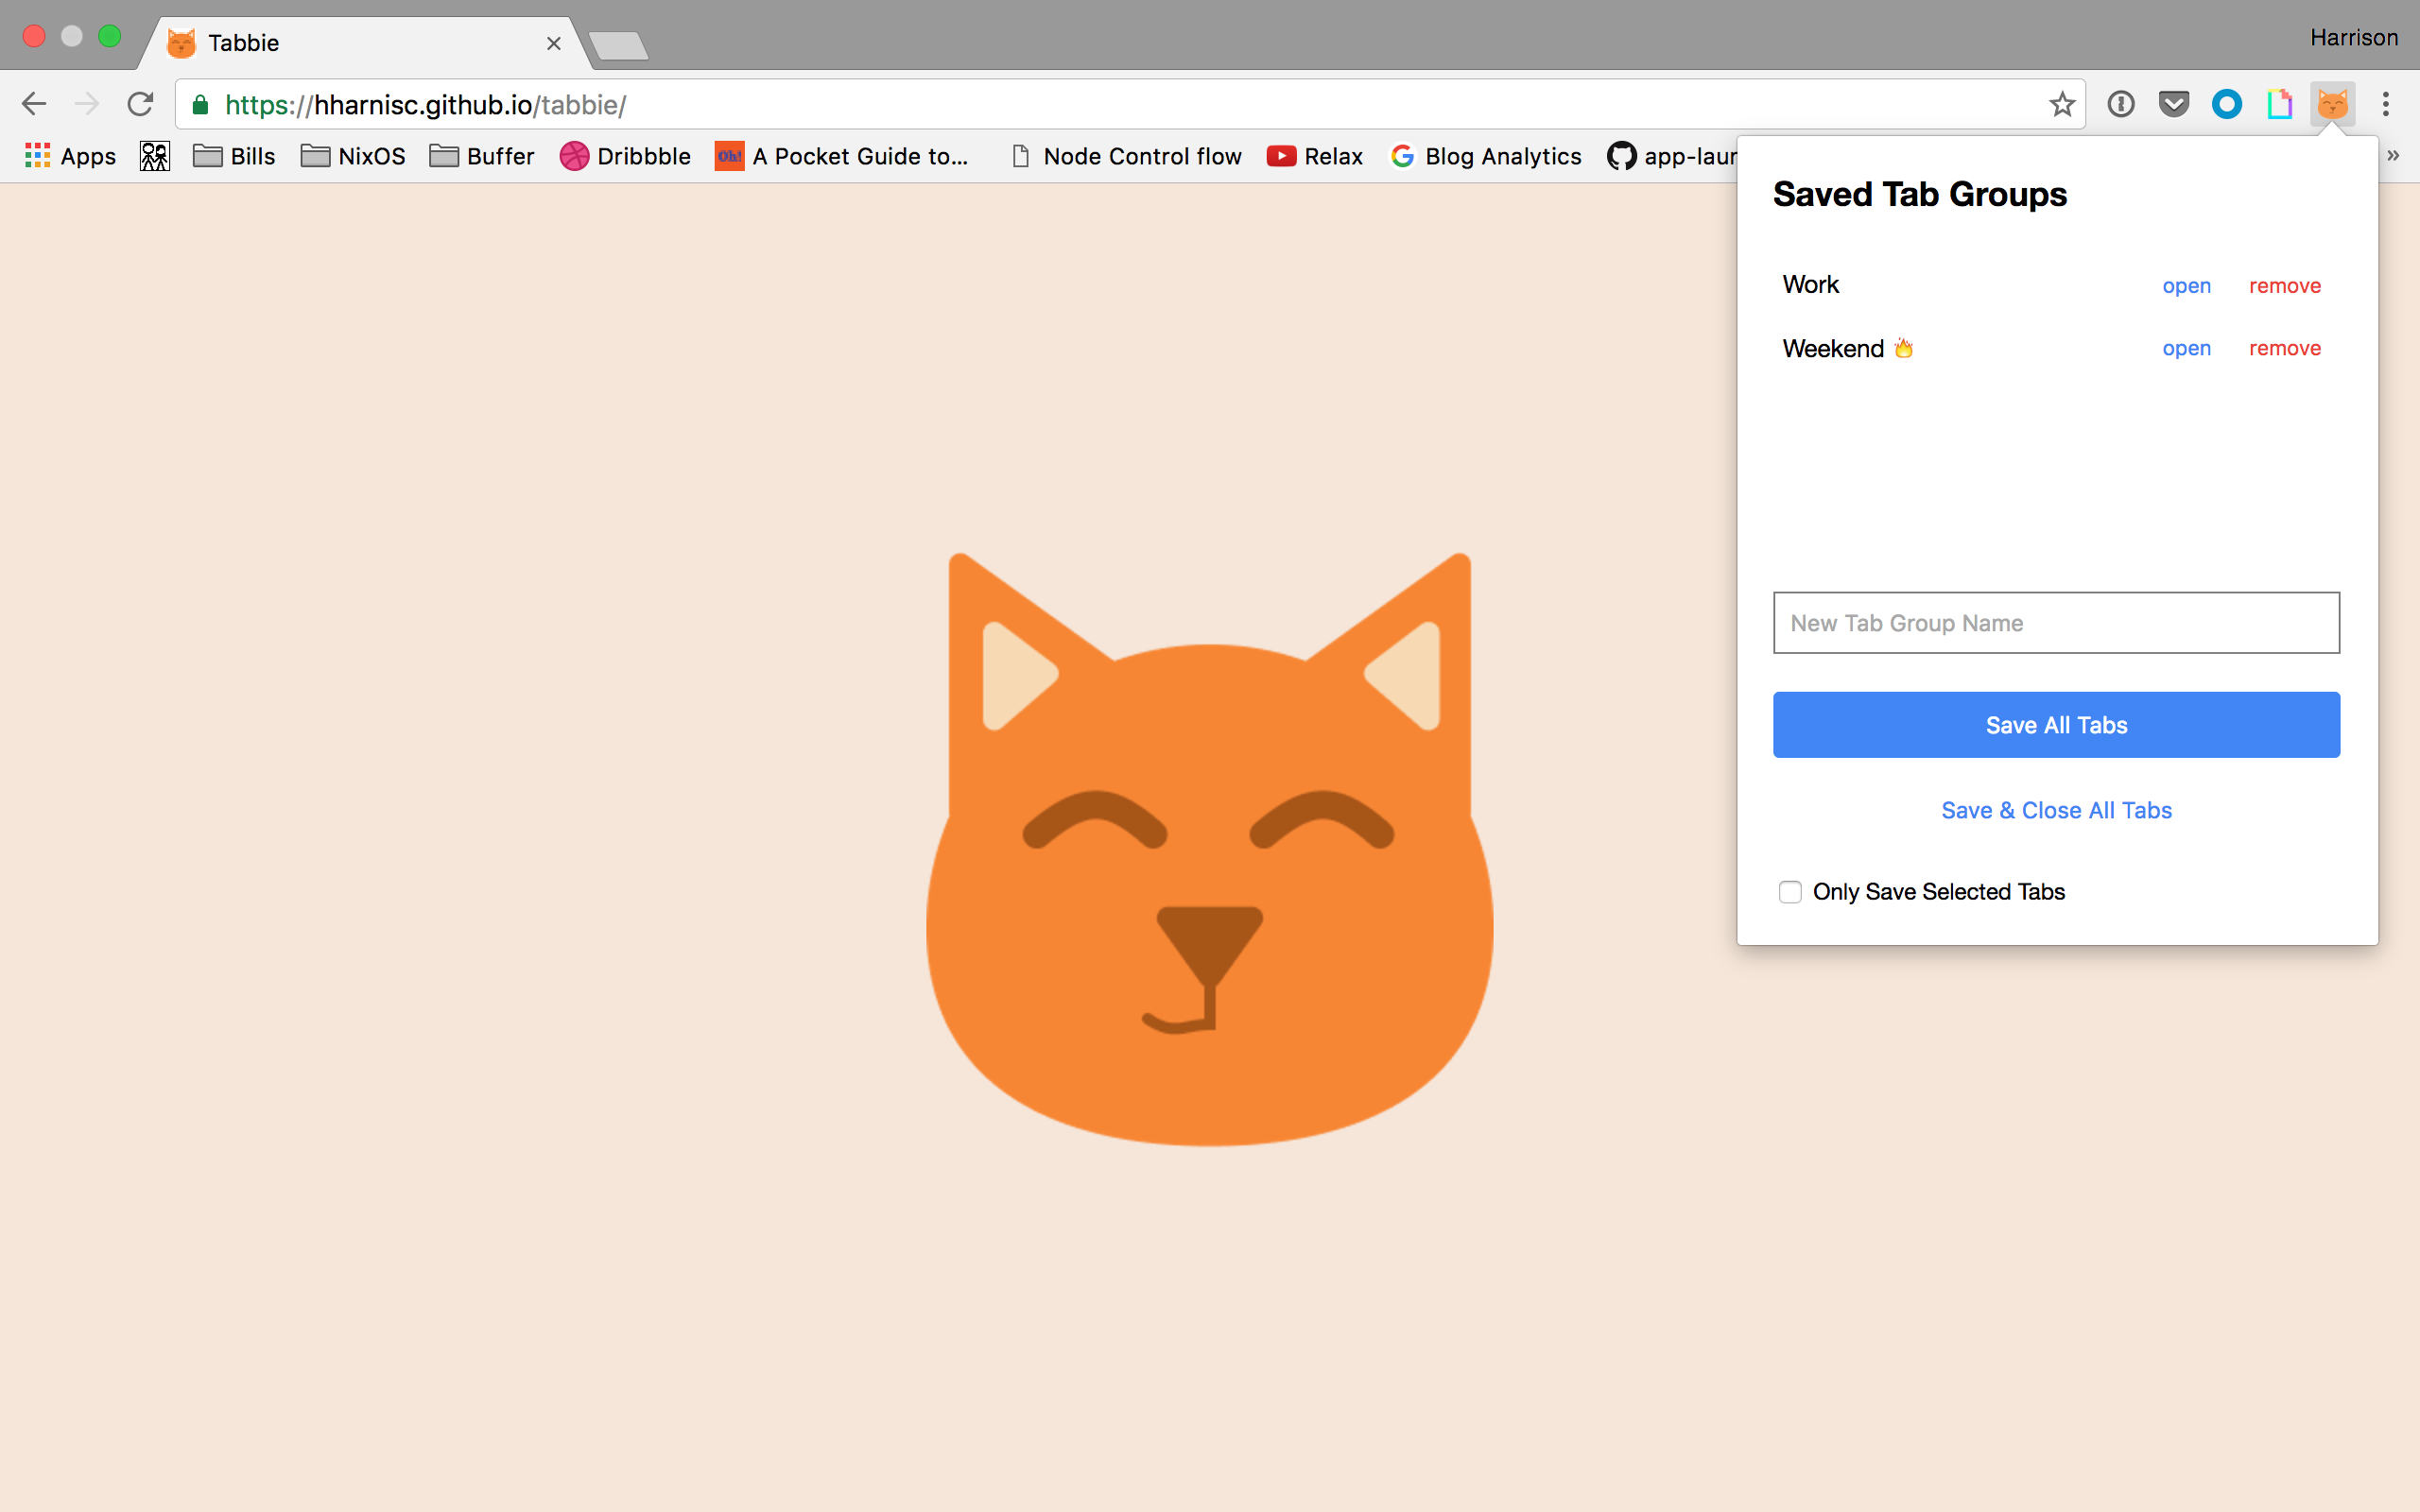 Tabbie
Harrison
https://hharnisc.github.io/tabbie/
Apps Bills NixOS Buffer Dribbble Oh! A Pocket Guide to... Node Control flow Relax Blog Analytics app-laur »
Saved Tab Groups
Work open remove
Weekend 🔥 open remove
New Tab Group Name
Save All Tabs
Save & Close All Tabs
Only Save Selected Tabs